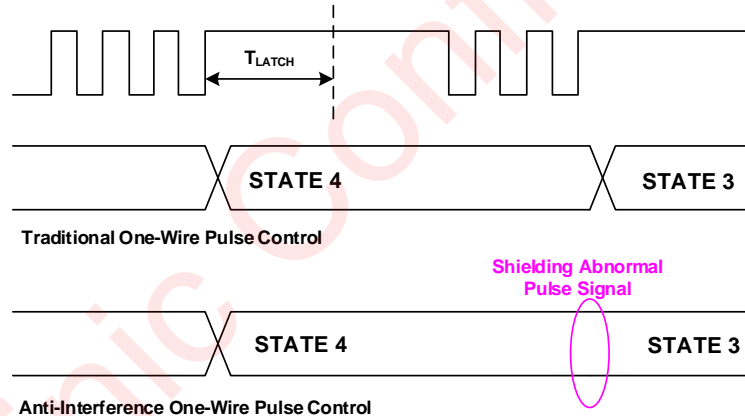 TLATCH
STATE 4
STATE 3
Traditional One-Wire Pulse Control
Shielding Abnormal
Pulse Signal
STATE 4
STATE 3
Anti-Interference One-Wire Pulse Control